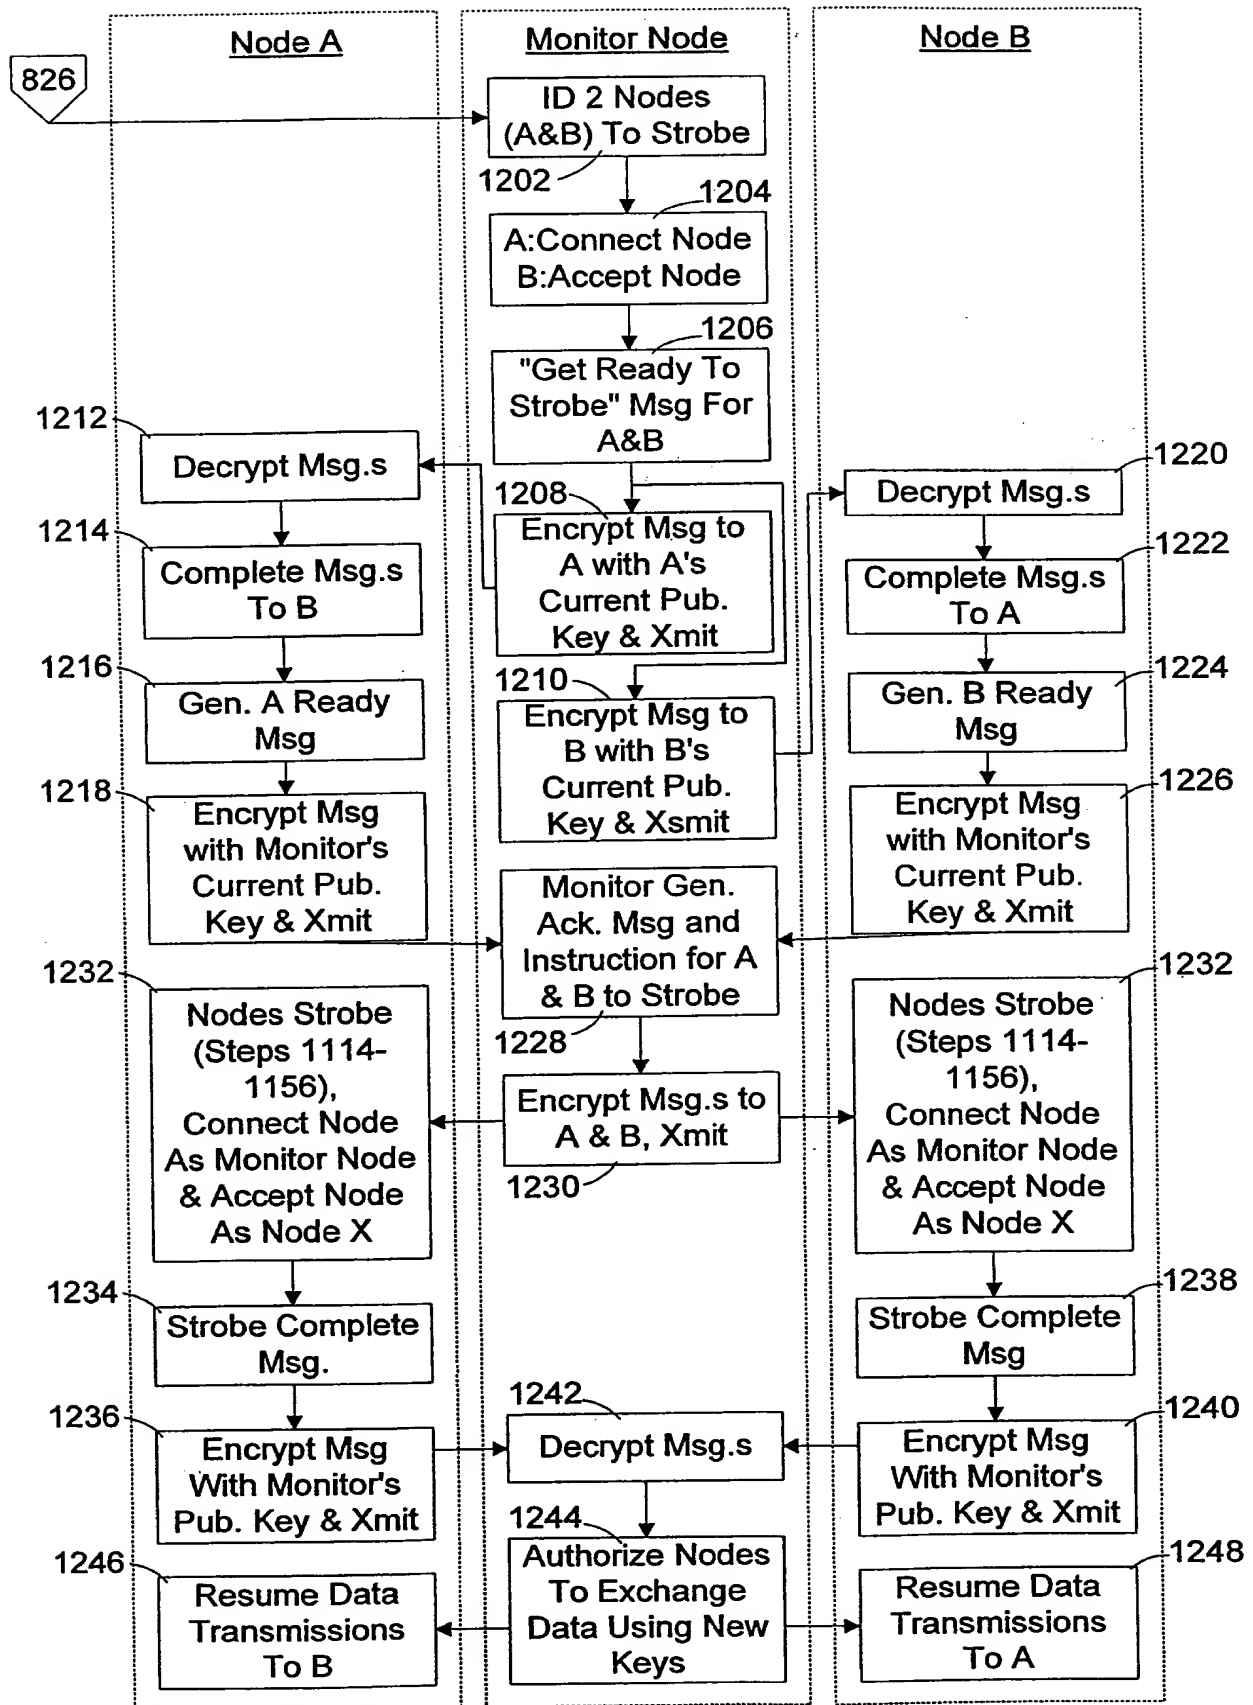 Node A
Monitor Node
Node B
826
ID 2 Nodes
(A&B) To Strobe
1202
1204
A:Connect Node
B:Accept Node
1206
"Get Ready To
Strobe" Msg For
A&B
1212
Decrypt Msg.s
1220
Decrypt Msg.s
1208
Encrypt Msg to
A with A's
Current Pub.
Key & Xmit
1214
Complete Msg.s
To B
1222
Complete Msg.s
To A
1216
Gen. A Ready
Msg
1210
Encrypt Msg to
B with B's
Current Pub.
Key & Xsmit
1224
Gen. B Ready
Msg
1218
Encrypt Msg
with Monitor's
Current Pub.
Key & Xmit
1226
Encrypt Msg
with Monitor's
Current Pub.
Key & Xmit
Monitor Gen.
Ack. Msg and
Instruction for A
& B to Strobe
1228
1232
Nodes Strobe
(Steps 1114-
1156),
Connect Node
As Monitor Node
& Accept Node
As Node X
Encrypt Msg.s to
A & B, Xmit
1230
1232
Nodes Strobe
(Steps 1114-
1156),
Connect Node
As Monitor Node
& Accept Node
As Node X
1234
Strobe Complete
Msg.
1238
Strobe Complete
Msg
1236
Encrypt Msg
With Monitor's
Pub. Key & Xmit
1242
Decrypt Msg.s
1240
Encrypt Msg
With Monitor's
Pub. Key & Xmit
1244
Authorize Nodes
To Exchange
Data Using New
Keys
1246
Resume Data
Transmissions
To B
1248
Resume Data
Transmissions
To A